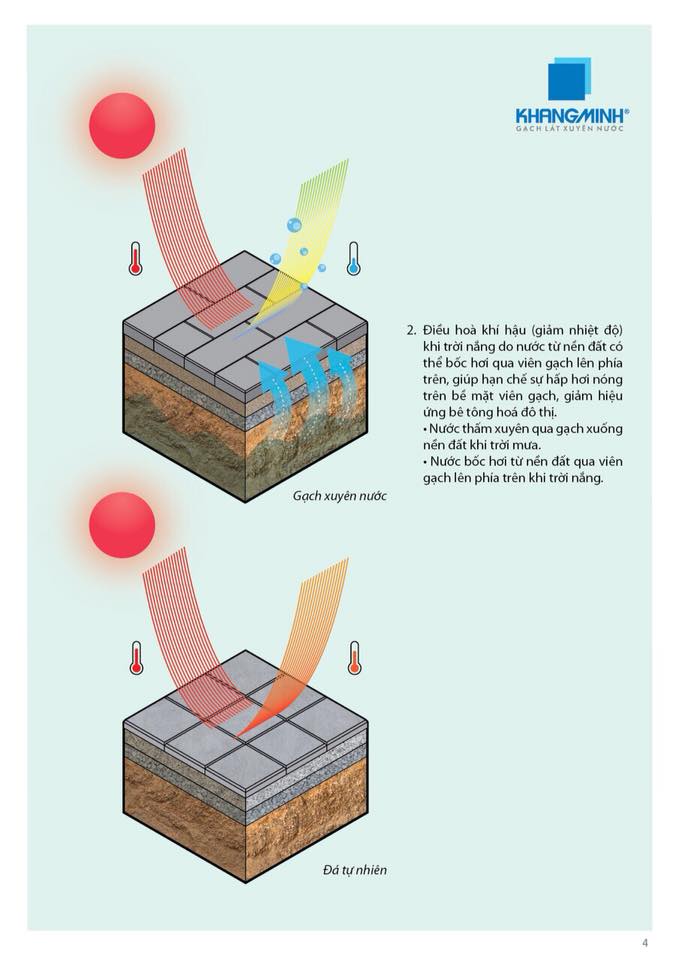 KHANGMINH®
GẠCH LÁT XUYÊN NƯỚC
2. Điều hoà khí hậu (giảm nhiệt độ)
khi trời nắng do nước từ nền đất có
thể bốc hơi qua viên gạch lên phía
trên, giúp hạn chế sự hấp hơi nóng
trên bề mặt viên gạch, giảm hiệu
ứng bê tông hoá đô thị.
• Nước thấm xuyên qua gạch xuống
nền đất khi trời mưa.
• Nước bốc hơi từ nền đất qua viên
gạch lên phía trên khi trời nắng.
Gạch xuyên nước
Đá tự nhiên
4